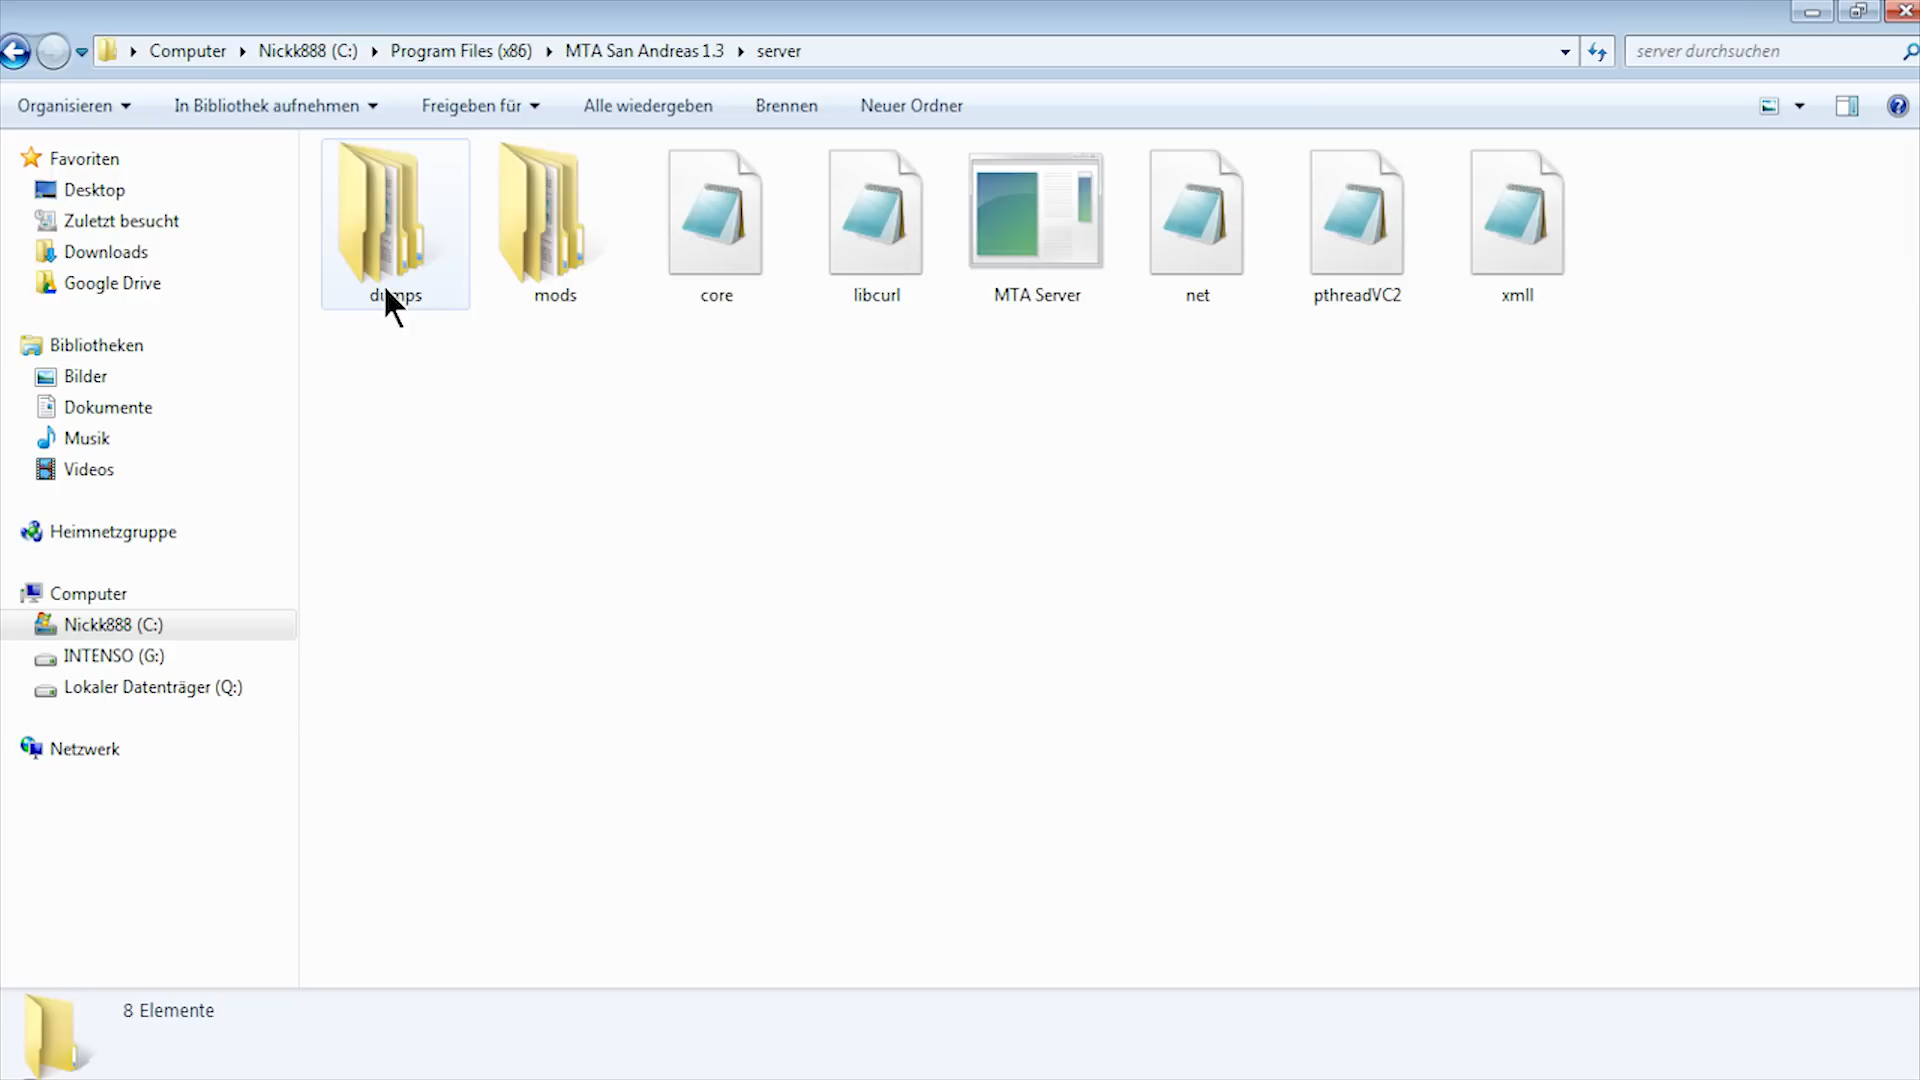 Computer Nickk888 (C:) Program Files (x86) MTA San Andreas 1.3 server
server durchsuchen
Organisieren In Bibliothek aufnehmen Freigeben für Alle wiedergeben Brennen Neuer Ordner
Favoriten
Desktop
Zuletzt besucht
Downloads
Google Drive
Bibliotheken
Bilder
Dokumente
Musik
Videos
Heimnetzgruppe
Computer
Nickk888 (C:)
INTENSO (G:)
Lokaler Datenträger (Q:)
Netzwerk
dumps mods core libcurl MTA Server net pthreadVC2 xmll
8 Elemente